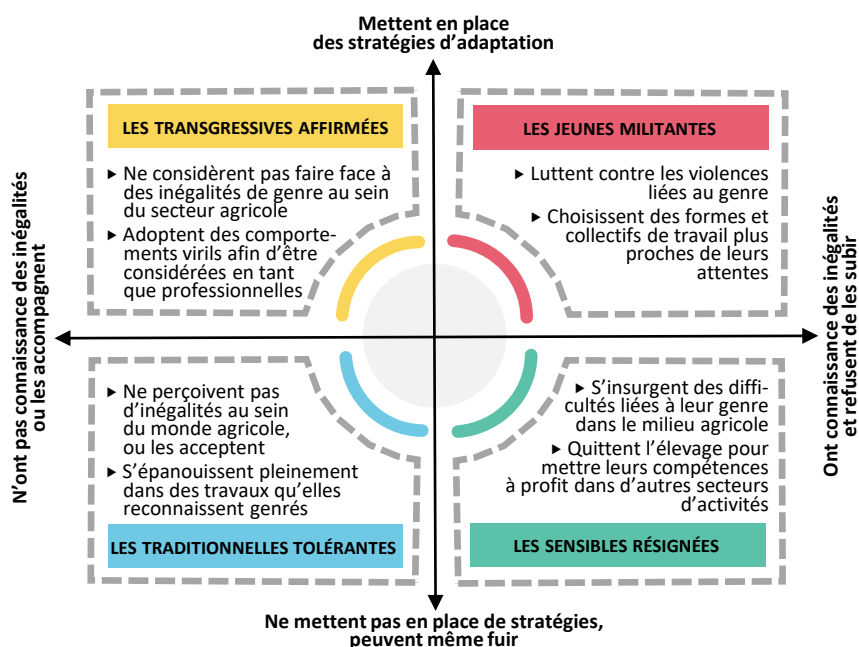 Mettent en place
des stratégies d'adaptation
N'ont pas connaissance des inégalités
ou les accompagnent
LES TRANSGRESSIVES AFFIRMÉES
▸ Ne considèrent pas faire face à
des inégalités de genre au sein
du secteur agricole
▸ Adoptent des comporte-
ments virils afin d'être
considérées en tant
que professionnelles
LES JEUNES MILITANTES
▸ Luttent contre les violences
liées au genre
▸ Choisissent des formes et
collectifs de travail plus
proches de leurs
attentes
Ont connaissance des inégalités
et refusent de les subir
▸ Ne perçoivent pas
d'inégalités au sein
du monde agricole,
ou les acceptent
▸ S'épanouissent pleinement
dans des travaux qu'elles
reconnaissent genrés
LES TRADITIONNELLES TOLÉRANTES
▸ S'insurgent des diffi-
cultés liées à leur genre
dans le milieu agricole
▸ Quittent l'élevage pour
mettre leurs compétences
à profit dans d'autres secteurs
d'activités
LES SENSIBLES RÉSIGNÉES
Ne mettent pas en place de stratégies,
peuvent même fuir